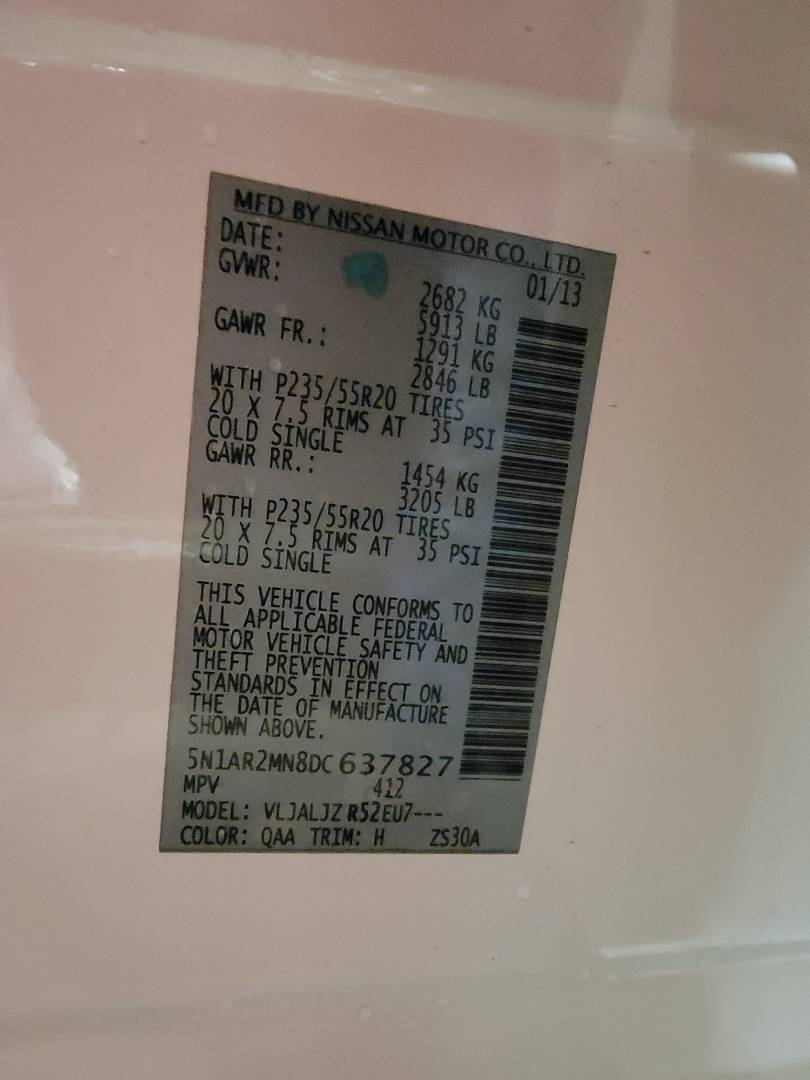 MFD BY NISSAN MOTOR CO., LTD.
DATE: 01/13
GVWR: 2682 KG
5913 LB
GAWR FR.: 1291 KG
2846 LB
WITH P235/55R20 TIRES
20 X 7.5 RIMS AT 35 PSI
COLD SINGLE
GAWR RR.: 1454 KG
3205 LB
WITH P235/55R20 TIRES
20 X 7.5 RIMS AT 35 PSI
COLD SINGLE
THIS VEHICLE CONFORMS TO
ALL APPLICABLE FEDERAL
MOTOR VEHICLE SAFETY AND
THEFT PREVENTION
STANDARDS IN EFFECT ON
THE DATE OF MANUFACTURE
SHOWN ABOVE.
5N1AR2MN8DC637827
MPV 412
MODEL: VLJALJZ R52EU7---
COLOR: QAA TRIM: H ZS30A